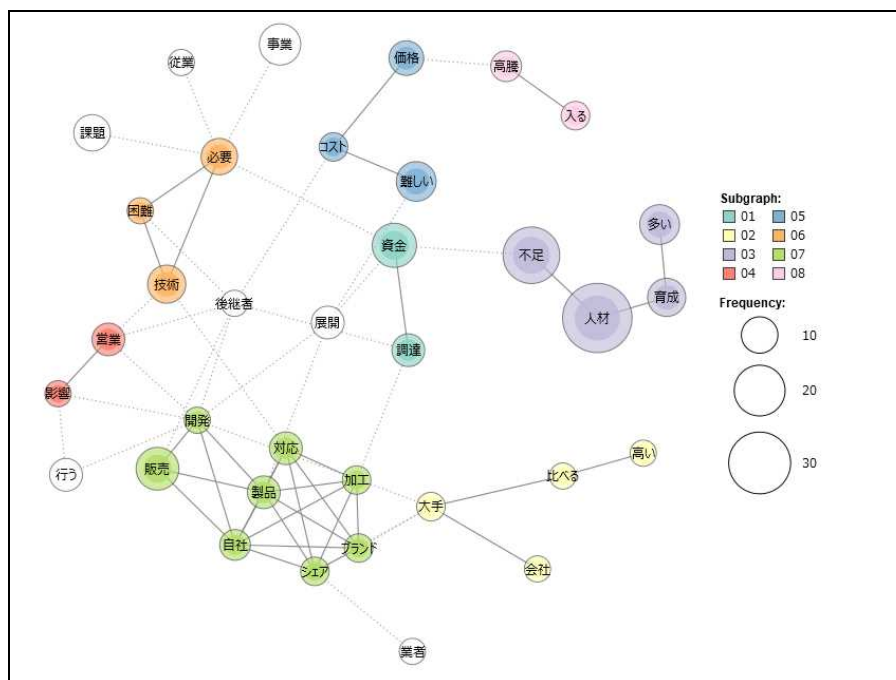 事業
従業
価格
高騰
入る
課題
コスト
必要
難しい
困難
多い
資金
不足
技術
育成
後継者
展開
人材
営業
調達
影響
開発
対応
販売
行う
製品
加工
高い
比べる
大手
自社
ブランド
シェア
会社
業者
Subgraph:
01 05
02 06
03 07
04 08
Frequency:
10
20
30